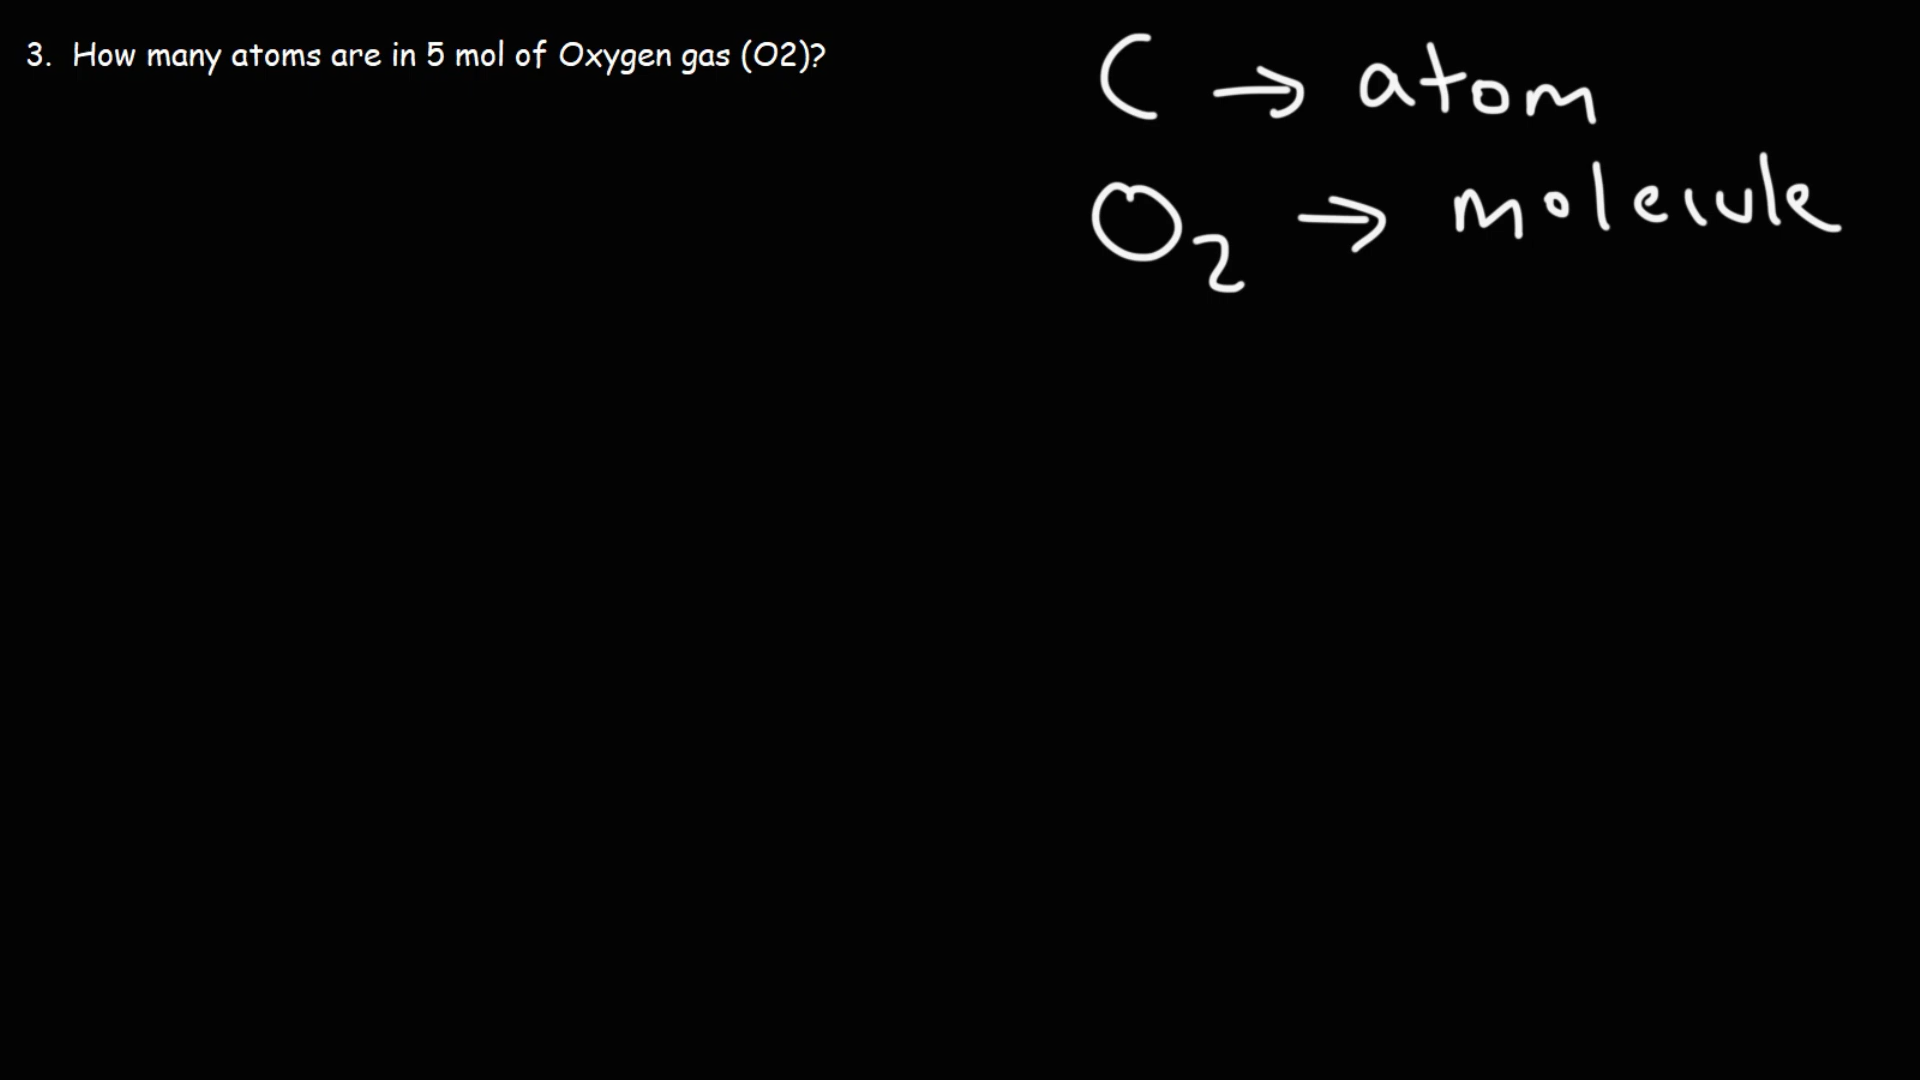 3. How many atoms are in 5 mol of Oxygen gas (O2)?
C → atom
O₂ → molecule